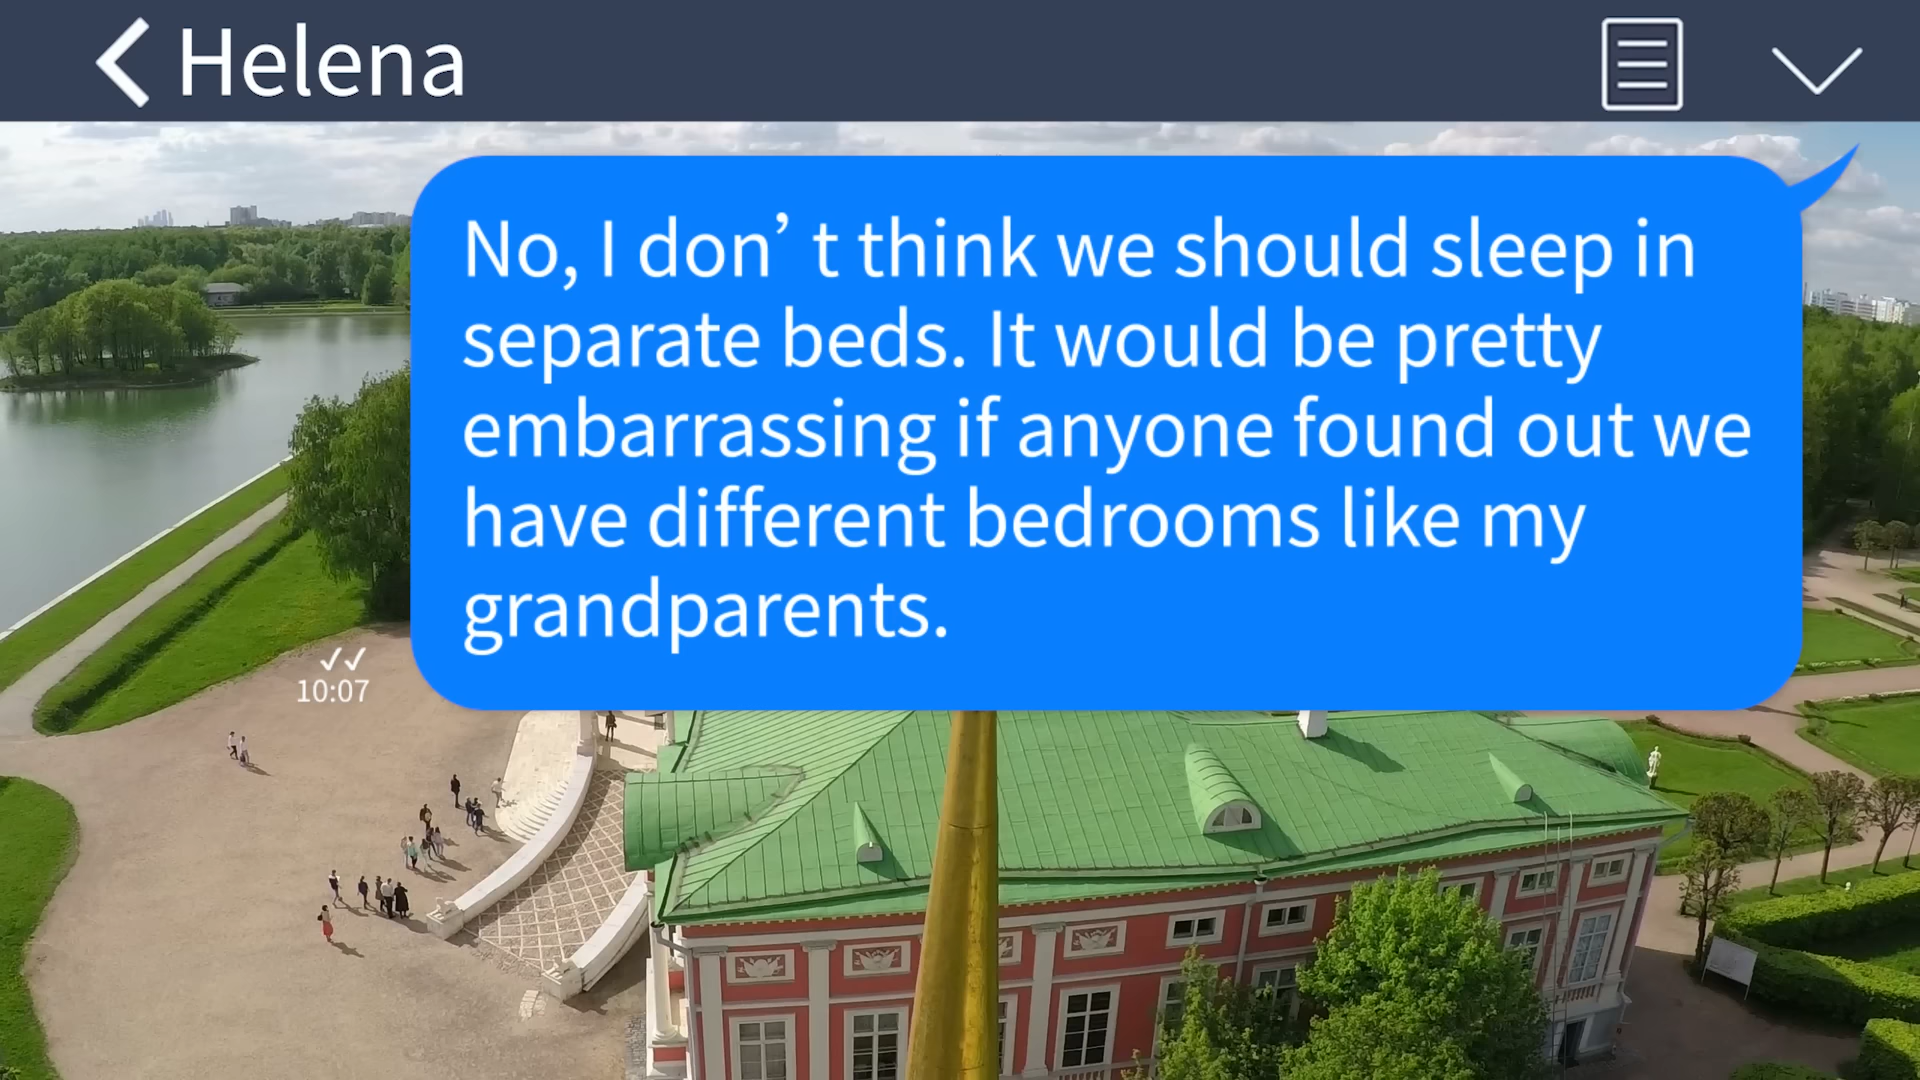 Helena
No, I don’t think we should sleep in
separate beds. It would be pretty
embarrassing if anyone found out we
have different bedrooms like my
grandparents.
10:07